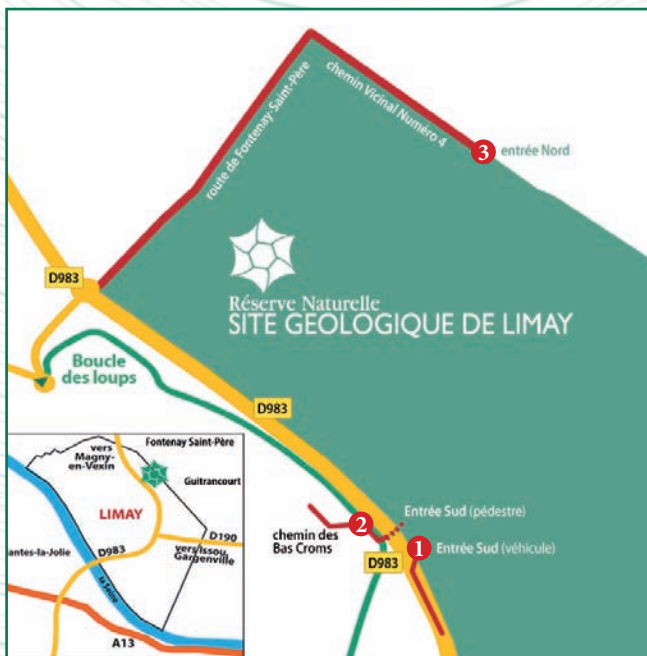 route de Fontenay-Saint-Père
chemin Vicinal Numéro 4
3
entrée Nord
D983
Réserve Naturelle
SITE GEOLOGIQUE DE LIMAY
Boucle
des loups
D983
2
Entrée Sud (pédestre)
chemin des
Bas Croms
1
Entrée Sud (véhicule)
D983
Fontenay Saint-Père
vers
Magny-
en-Vexin
Guitrancourt
LIMAY
D190
antes-la-Jolie
D983
vers Issou
Gargenville
la Seine
A13